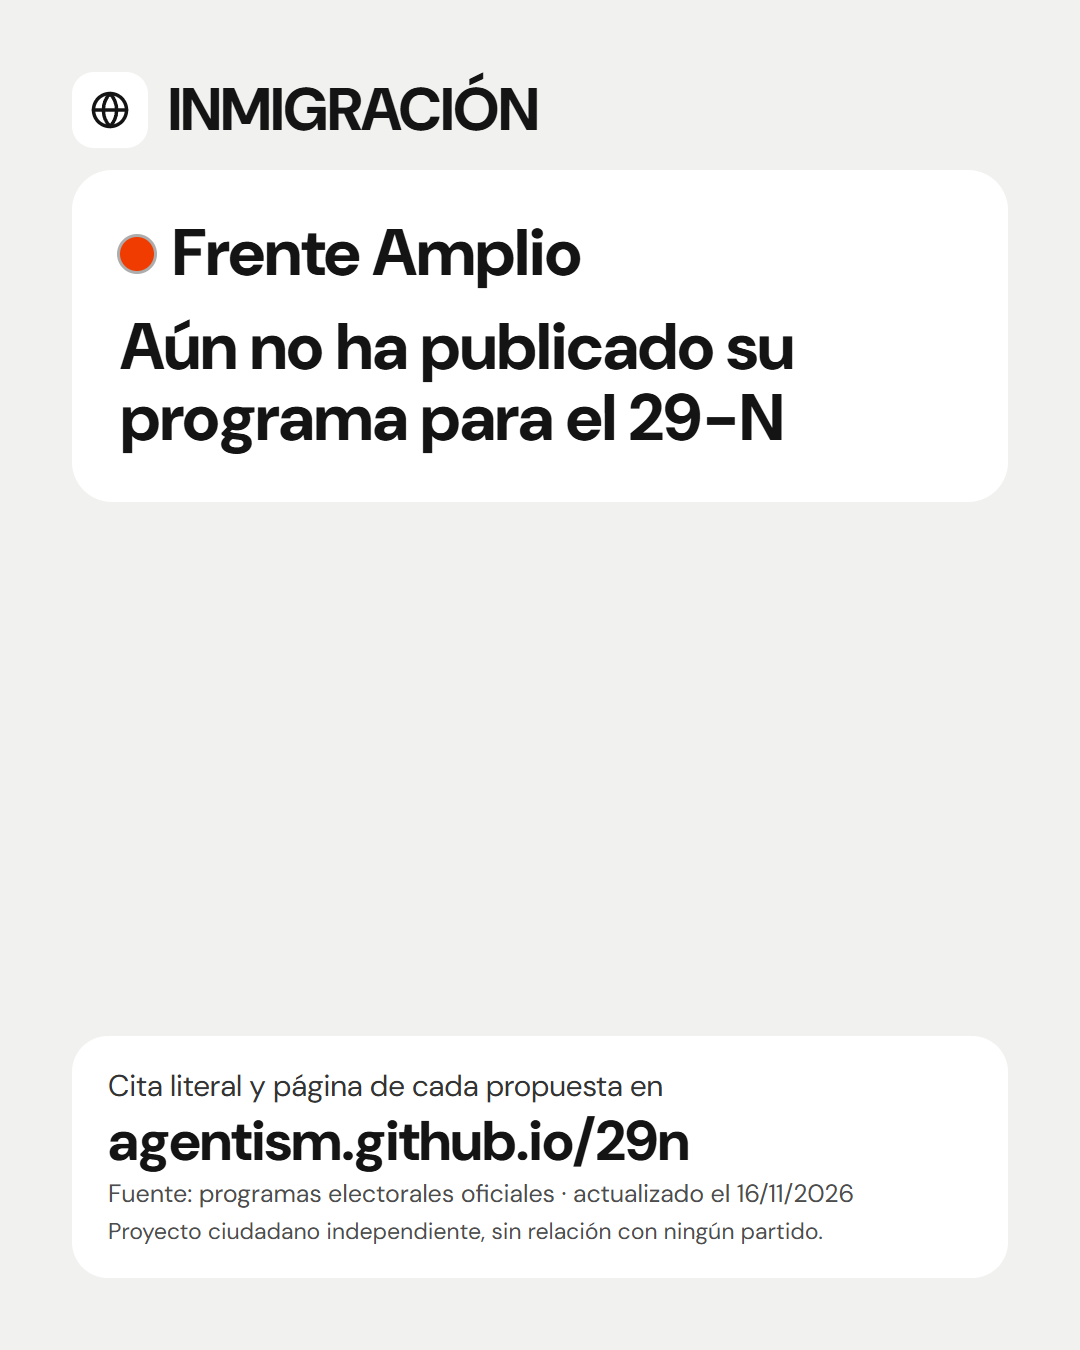 INMIGRACIÓN
Frente Amplio
Aún no ha publicado su
programa para el 29-N
Cita literal y página de cada propuesta en
agentism.github.io/29n
Fuente: programas electorales oficiales · actualizado el 16/11/2026
Proyecto ciudadano independiente, sin relación con ningún partido.